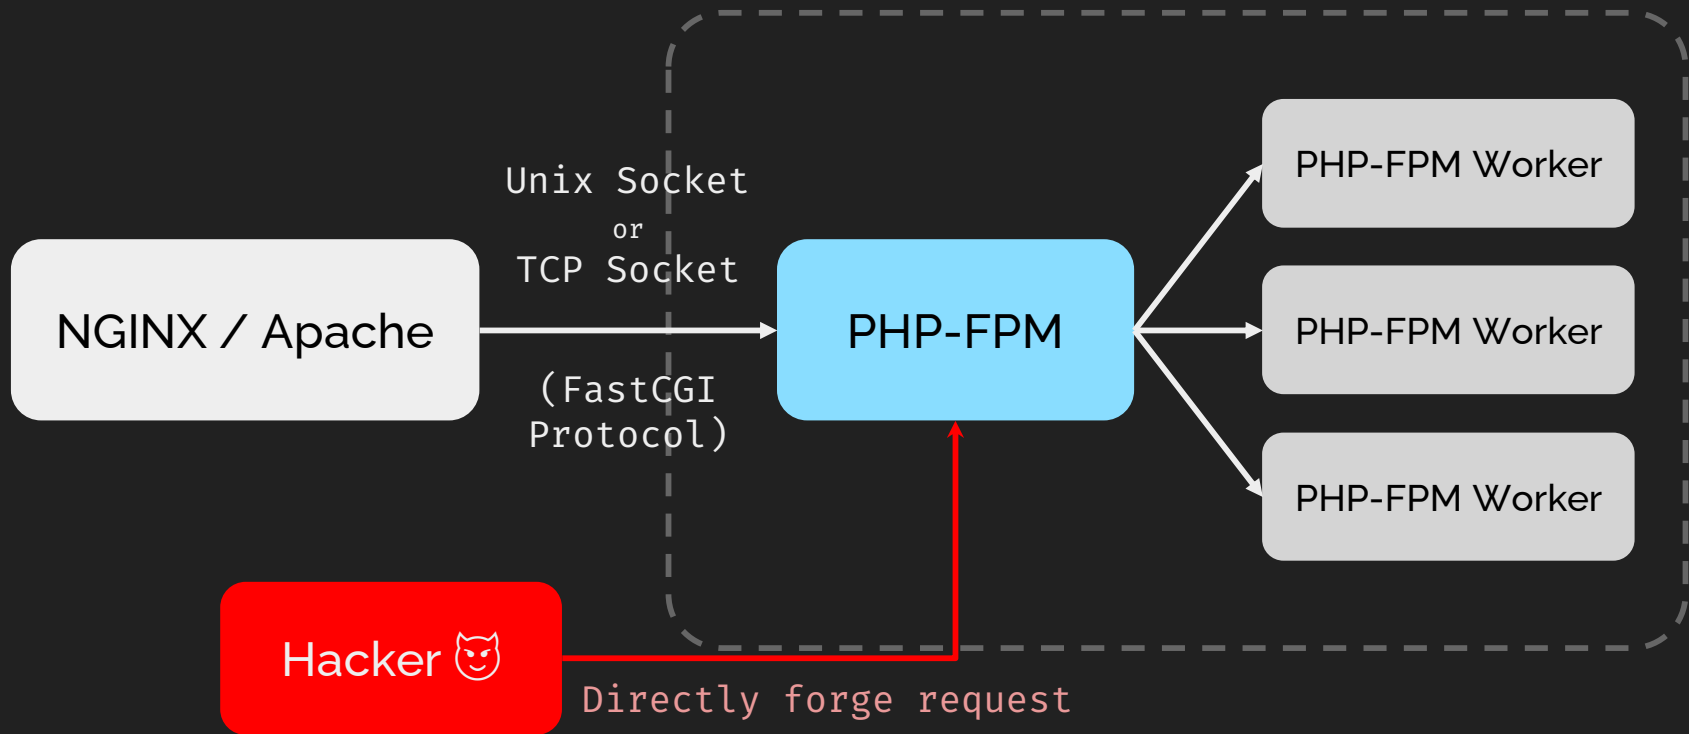 Unix Socket
or
TCP Socket
NGINX / Apache
(FastCGI
Protocol)
PHP-FPM
PHP-FPM Worker
PHP-FPM Worker
PHP-FPM Worker
Hacker 😈
Directly forge request